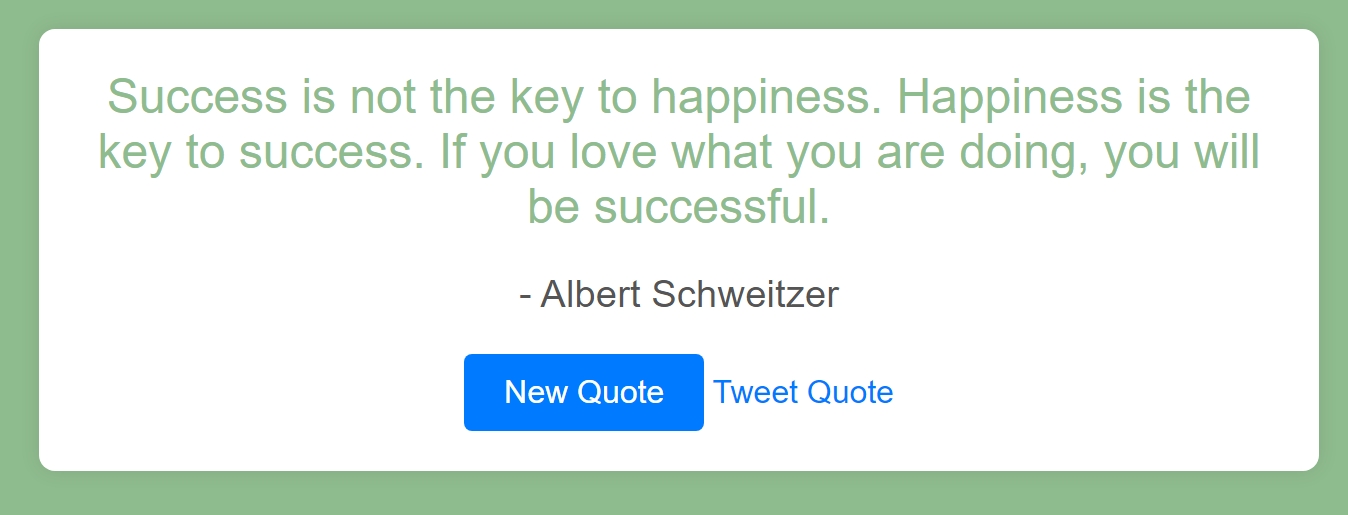 Success is not the key to happiness. Happiness is the
key to success. If you love what you are doing, you will
be successful.
- Albert Schweitzer
New Quote Tweet Quote